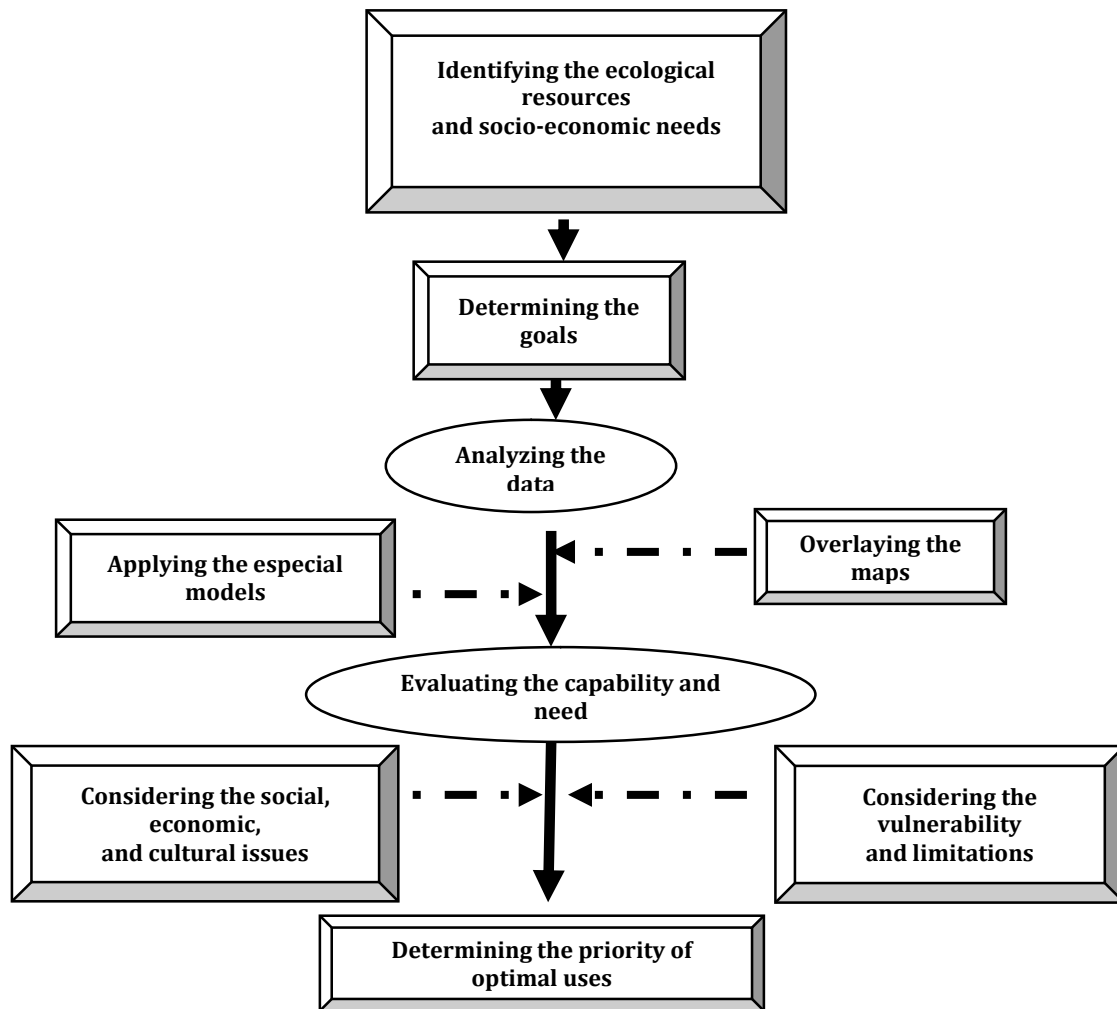 Identifying the ecological
resources
and socio-economic needs
Determining the
goals
Analyzing the
data
Applying the especial
models
Overlaying the
maps
Evaluating the capability and
need
Considering the social,
economic,
and cultural issues
Considering the
vulnerability
and limitations
Determining the priority of
optimal uses